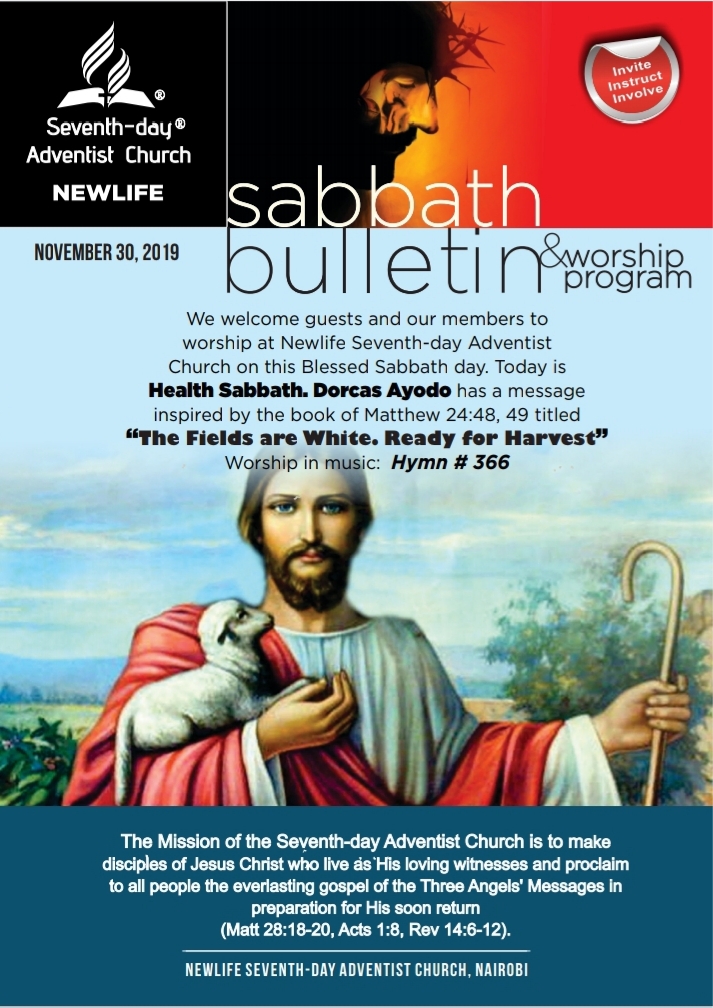 Seventh-day®
Adventist Church
NEWLIFE
Invite
Instruct
Involve
sabbath
bulletin
&worship
program
NOVEMBER 30, 2019
We welcome guests and our members to
worship at Newlife Seventh-day Adventist
Church on this Blessed Sabbath day. Today is
Health Sabbath. Dorcas Ayodo has a message
inspired by the book of Matthew 24:48, 49 titled
“The Fields are White. Ready for Harvest”
Worship in music: Hymn # 366
The Mission of the Seventh-day Adventist Church is to make
disciples of Jesus Christ who live as His loving witnesses and proclaim
to all people the everlasting gospel of the Three Angels' Messages in
preparation for His soon return
(Matt 28:18-20, Acts 1:8, Rev 14:6-12).
NEWLIFE SEVENTH-DAY ADVENTIST CHURCH, NAIROBI